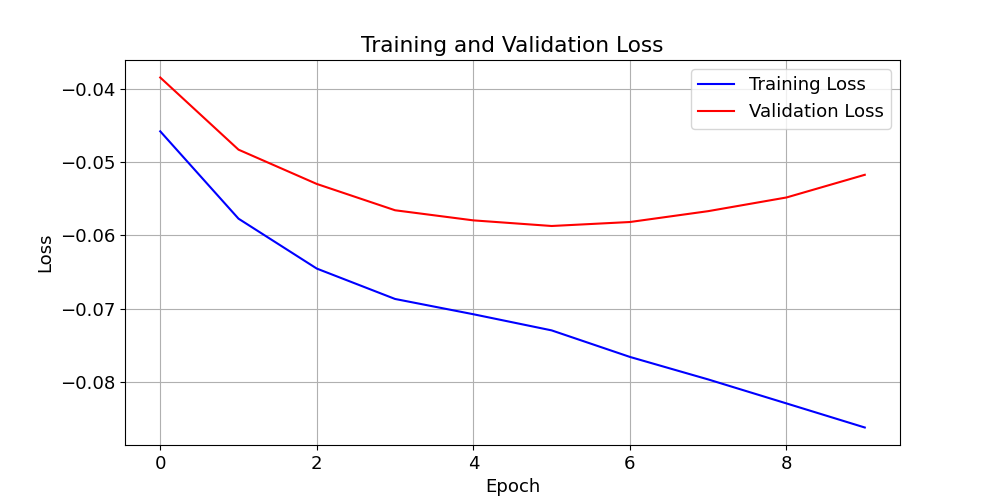 Training and Validation Loss
Training Loss
Validation Loss
−0.04
−0.05
−0.06
−0.07
−0.08
Loss
0 2 4 6 8
Epoch